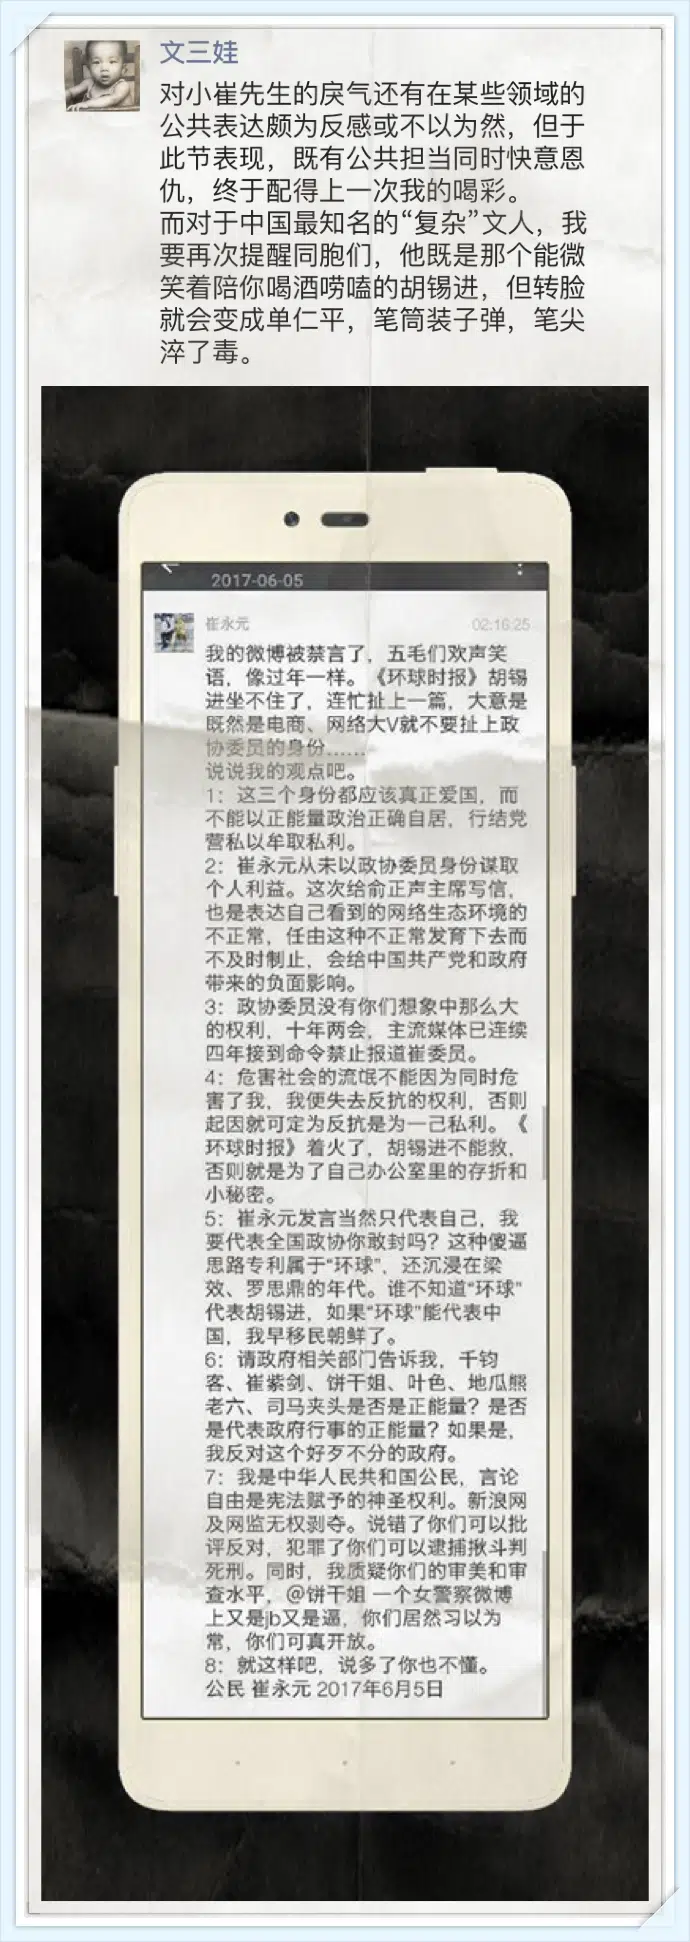 文三娃
对小崔先生的戾气还有在某些领域的
公共表达颇为反感或不以为然，但于
此节表现，既有公共担当同时快意恩
仇，终于配得上一次我的喝彩。
而对于中国最知名的“复杂”文人，我
要再次提醒同胞们，他既是那个能微
笑着陪你喝酒唠嗑的胡锡进，但转脸
就会变成单仁平，笔筒装子弹，笔尖
淬了毒。
2017-06-05
崔永元 02:16:25
我的微博被禁言了，五毛们欢声笑
语，像过年一样。《环球时报》胡锡
进坐不住了，连忙扯上一篇，大意是
既然是电商、网络大V就不要扯上政
协委员的身份……
说说我的观点吧。
1：这三个身份都应该真正爱国，而
不能以正能量政治正确自居，行结党
营私以牟取私利。
2：崔永元从未以政协委员身份谋取
个人利益。这次给俞正声主席写信，
也是表达自己看到的网络生态环境的
不正常，任由这种不正常发育下去而
不及时制止，会给中国共产党和政府
带来的负面影响。
3：政协委员没有你们想象中那么大
的权利，十年两会，主流媒体已连续
四年接到命令禁止报道崔委员。
4：危害社会的流氓不能因为同时危
害了我，我便失去反抗的权利，否则
起因就可定为反抗是为一己私利。《
环球时报》着火了，胡锡进不能救，
否则就是为了自己办公室里的存折和
小秘密。
5：崔永元发言当然只代表自己，我
要代表全国政协你敢封吗？这种傻逼
思路专利属于“环球”，还沉浸在梁
效、罗思鼎的年代。谁不知道“环球”
代表胡锡进，如果“环球”能代表中
国，我早移民朝鲜了。
6：请政府相关部门告诉我，千钧
客、崔紫剑、饼干姐、叶色、地瓜熊
老六、司马夹头是否是正能量？是否
是代表政府行事的正能量？如果是，
我反对这个好歹不分的政府。
7：我是中华人民共和国公民，言论
自由是宪法赋予的神圣权利。新浪网
及网监无权剥夺。说错了你们可以批
评反对，犯罪了你们可以逮捕揪斗判
死刑。同时，我质疑你们的审美和审
查水平，@饼干姐 一个女警察微博
上又是jb又是逼，你们居然习以为
常，你们可真开放。
8：就这样吧，说多了你也不懂。
公民 崔永元 2017年6月5日